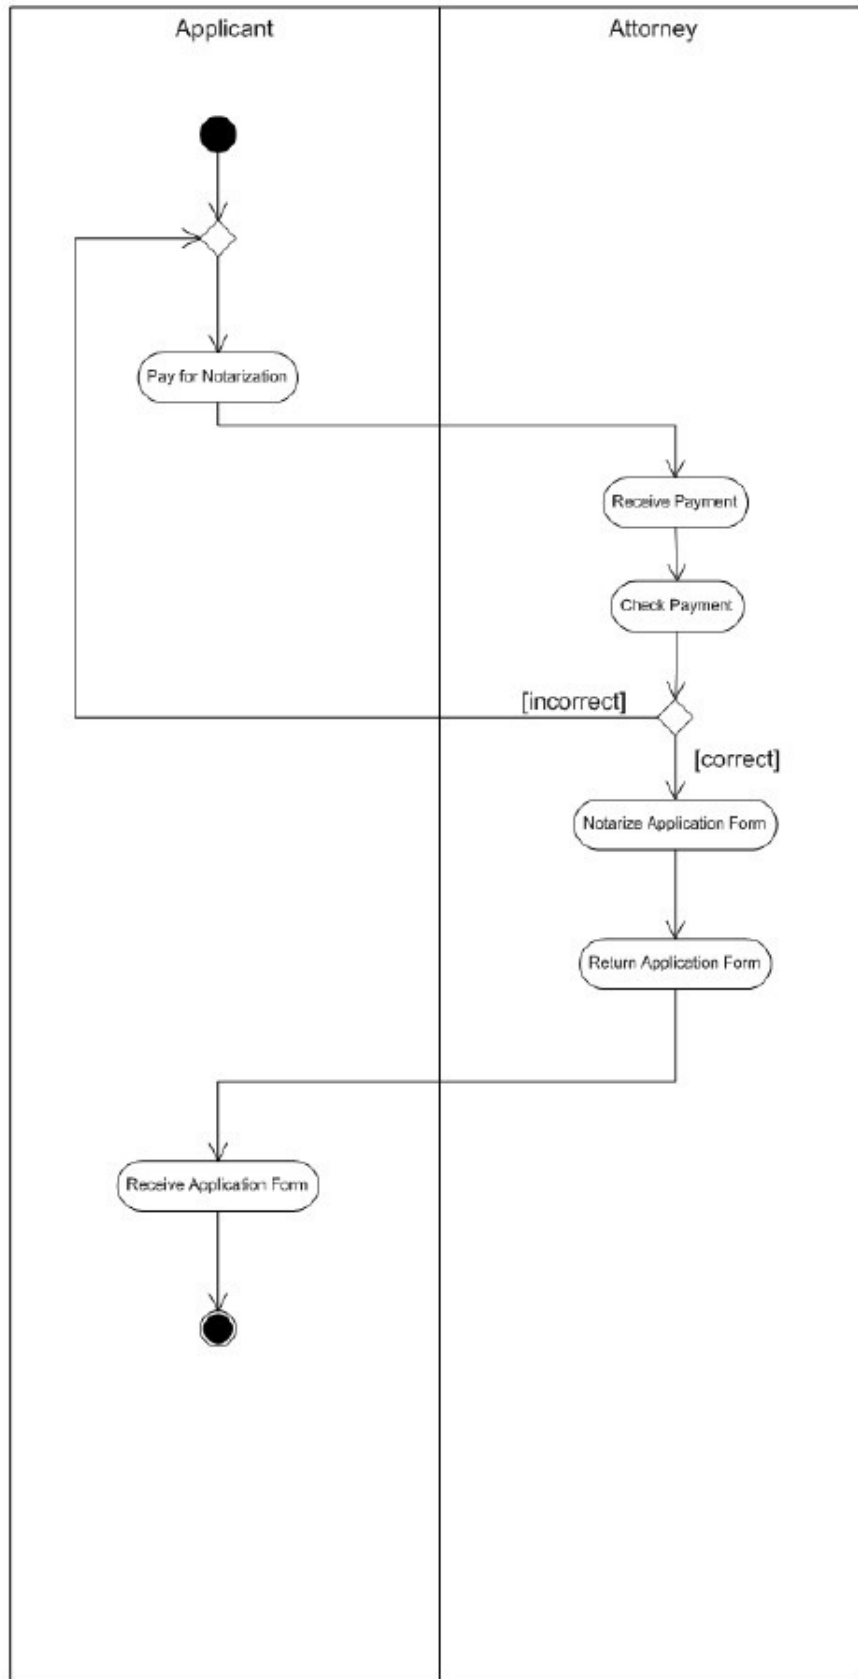 Applicant
Attorney
Pay for Notarization
Receive Payment
Check Payment
[incorrect]
[correct]
Notarize Application Form
Return Application Form
Receive Application Form